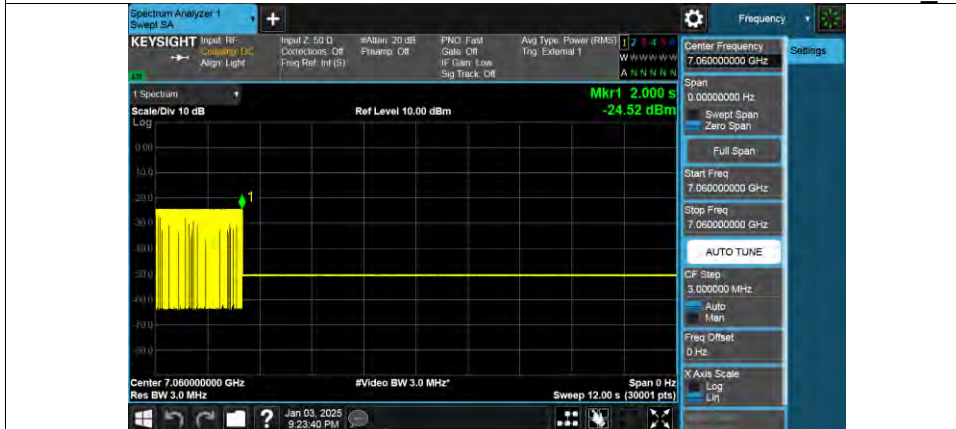 Spectrum Analyzer 1
Swept SA
Frequency
KEYSIGHT
Input: RF
Coupling: DC
Align: Light
Input Z: 50 Ω
Corrections: Off
Freq Ref: Int (S)
#Atten: 20 dB
Preamp: Off
PNO: Fast
Gate: Off
IF Gain: Low
Sig Track: Off
Avg Type: Power (RMS)
Trig: External 1
1 2 3 4 5 6
W W W W W W
A N N N N N
1 Spectrum
Scale/Div 10 dB
Ref Level 10.00 dBm
Mkr1 2.000 s
-24.52 dBm
Log
0.00
-10.0
-20.0
-30.0
-40.0
-50.0
-60.0
-70.0
-80.0
1
Center 7.060000000 GHz
#Video BW 3.0 MHz*
Span 0 Hz
Res BW 3.0 MHz
Sweep 12.00 s (30001 pts)
Center Frequency
7.060000000 GHz
Settings
Span
0.00000000 Hz
Swept Span
Zero Span
Full Span
Start Freq
7.060000000 GHz
Stop Freq
7.060000000 GHz
AUTO TUNE
CF Step
3.000000 MHz
Auto
Man
Freq Offset
0 Hz
X Axis Scale
Log
Lin
?
Jan 03, 2025
9:23:40 PM